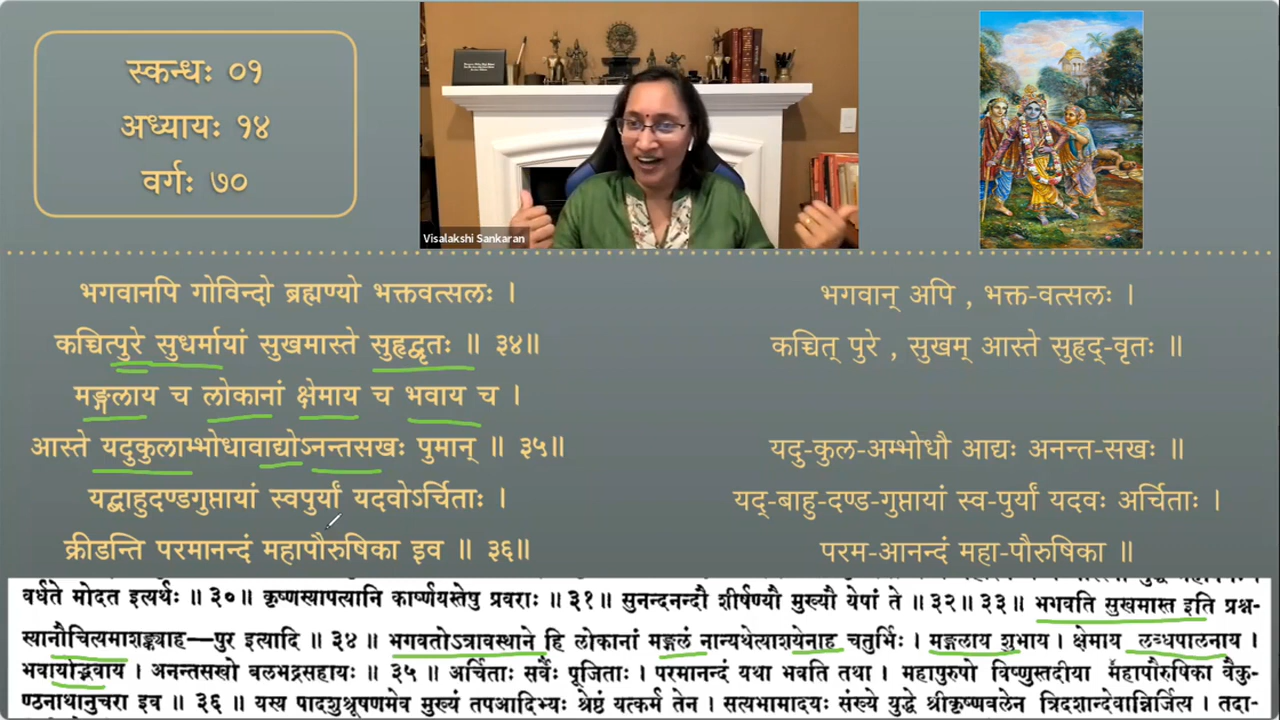 स्कन्धः ०१
अध्यायः १४
वर्गः ७०
Visalakshi Sankaran
भगवानपि गोविन्दो ब्रह्मण्यो भक्तवत्सलः ।
कच्चित्पुरे सुधर्मायां सुखमास्ते सुहृद्वृतः ॥ ३४॥
मङ्गलाय च लोकानां क्षेमाय च भवाय च ।
आस्ते यदुकुलाम्भोधावाद्योऽनन्तसखः पुमान् ॥ ३५॥
यद्बाहुदण्डगुप्तायां स्वपुर्यां यदवोऽर्चिताः ।
क्रीडन्ति परमानन्दं महापौरुषिका इव ॥ ३६॥
भगवान् अपि , भक्त-वत्सलः ।
कच्चित् पुरे , सुखम् आस्ते सुहृद्-वृतः ॥
यदु-कुल-अम्भोधौ आद्यः अनन्त-सखः ॥
यद्-बाहु-दण्ड-गुप्तायां स्व-पुर्यां यदवः अर्चिताः ।
परम-आनन्दं महा-पौरुषिका ॥
वर्धते मोदत इत्यर्थः ॥ ३० ॥ कृष्णस्यापत्यानि कार्ष्णयस्तेषु प्रवराः ॥ ३१ ॥ सुनन्दनन्दौ शीर्षण्यौ मुख्यौ येषां ते ॥ ३२ ॥ ३३ ॥ भगवति सुखमास्त इति प्रश्न-
स्यानौचित्यमाशङ्क्याह—पुर इत्यादि ॥ ३४ ॥ भगवतोऽत्रावस्थाने हि लोकानां मङ्गलं नान्यथेत्याशयेनाह चतुर्भिः । मङ्गलाय शुभाय । क्षेमाय लब्धपालनाय ।
भवायोद्भवाय । अनन्तसखो बलभद्रसहायः ॥ ३५ ॥ अर्चिताः सर्वैः पूजिताः । परमानन्दं यथा भवति तथा । महापुरुषो विष्णुस्तदीया महापौरुषिका वैकु-
ण्ठनाथानुचरा इव ॥ ३६ ॥ यस्य पादशुश्रूषणमेव मुख्यं तपआदिभ्यः श्रेष्ठं यत्कर्म तेन । सत्यभामादयः संख्ये युद्धे श्रीकृष्णबलेन त्रिदशान्देवान्निर्जित्य । तदा-